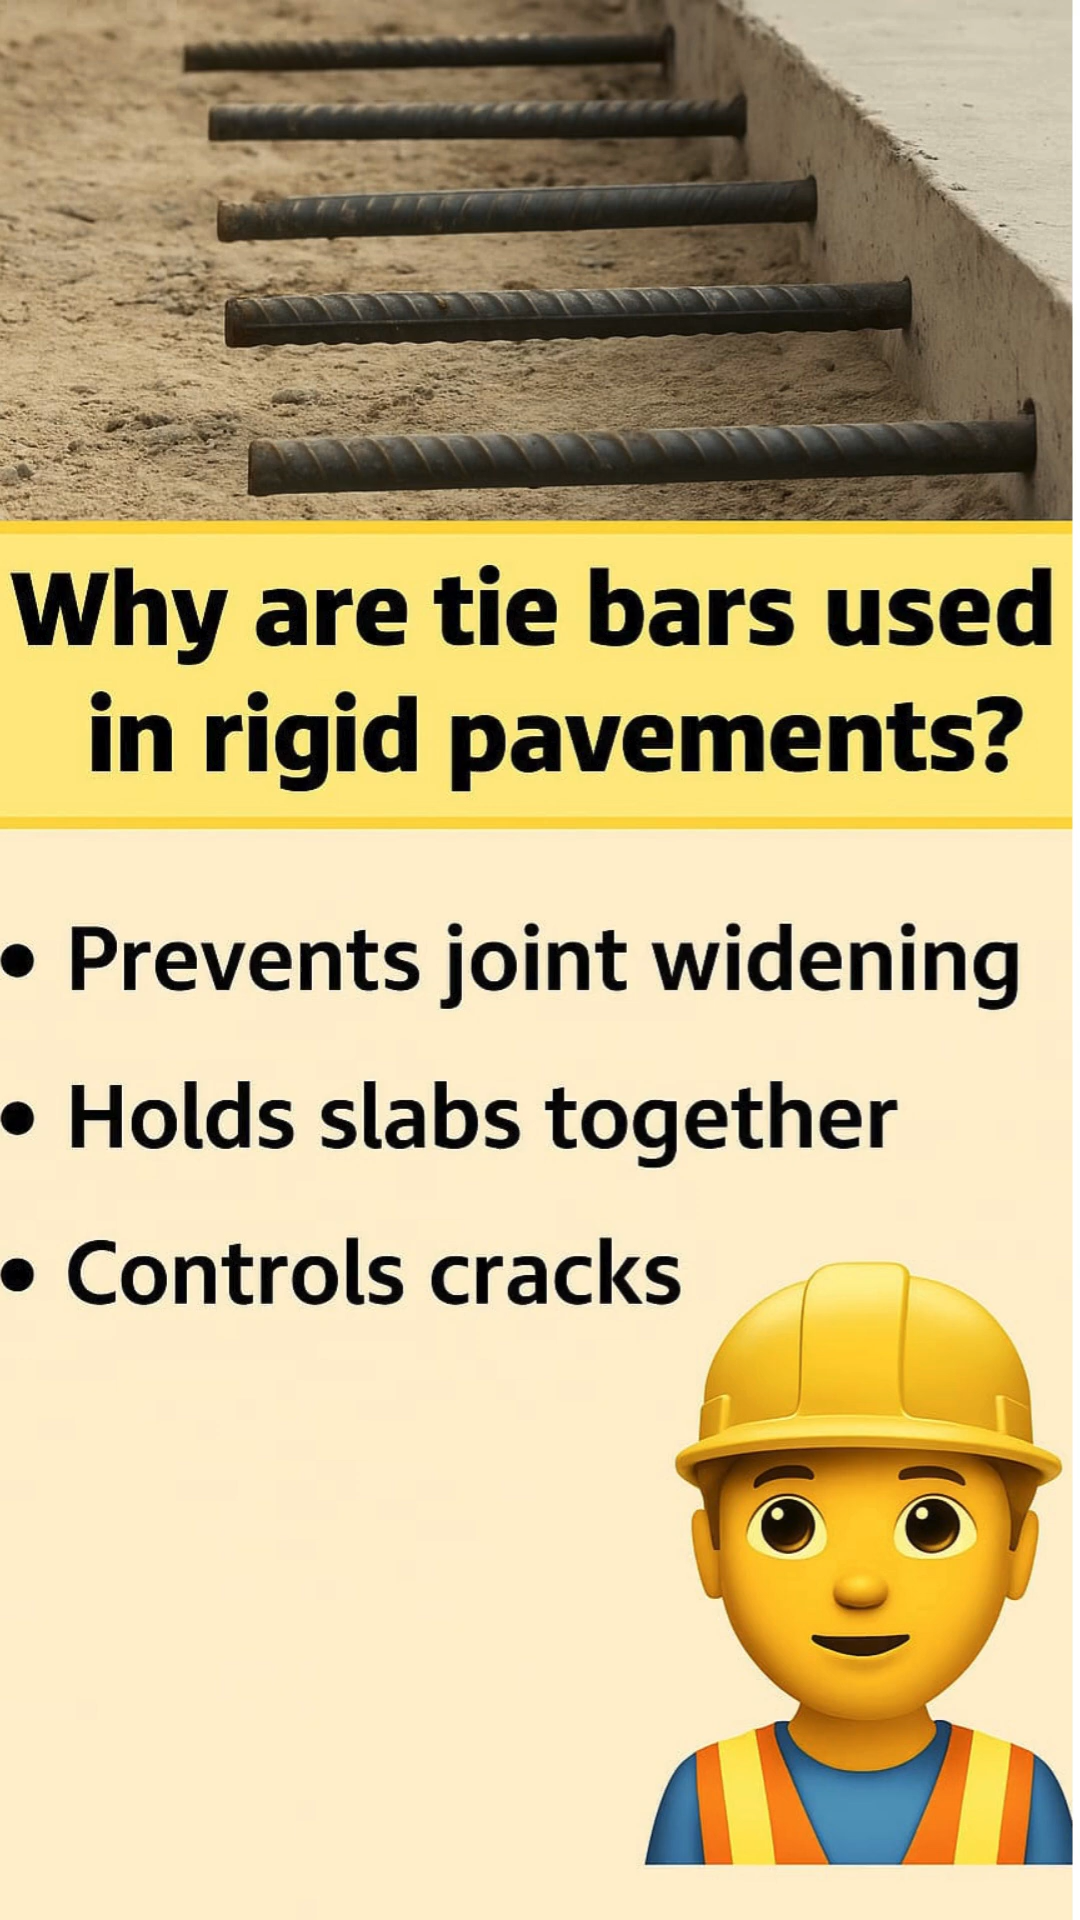 Why are tie bars used
in rigid pavements?
• Prevents joint widening
• Holds slabs together
• Controls cracks